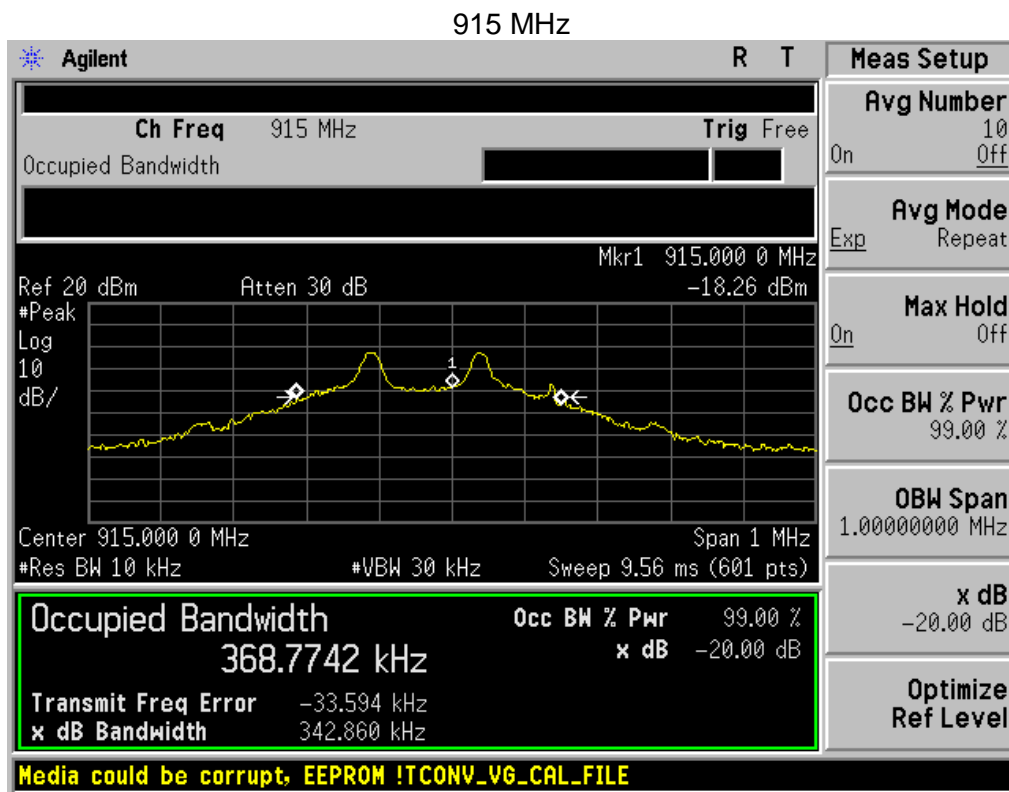 915 MHz
Agilent R T Meas Setup
Avg Number
10
On Off
Ch Freq 915 MHz Trig Free
Occupied Bandwidth
Avg Mode
Exp Repeat
Mkr1 915.000 0 MHz
Ref 20 dBm Atten 30 dB -18.26 dBm
#Peak
Log
10
dB/
1
Max Hold
On Off
Occ BW % Pwr
99.00 %
OBW Span
1.00000000 MHz
Center 915.000 0 MHz Span 1 MHz
#Res BW 10 kHz #VBW 30 kHz Sweep 9.56 ms (601 pts)
x dB
-20.00 dB
Occupied Bandwidth Occ BW % Pwr 99.00 %
368.7742 kHz x dB -20.00 dB
Transmit Freq Error -33.594 kHz
x dB Bandwidth 342.860 kHz
Optimize
Ref Level
Media could be corrupt, EEPROM !TCONV_VG_CAL_FILE